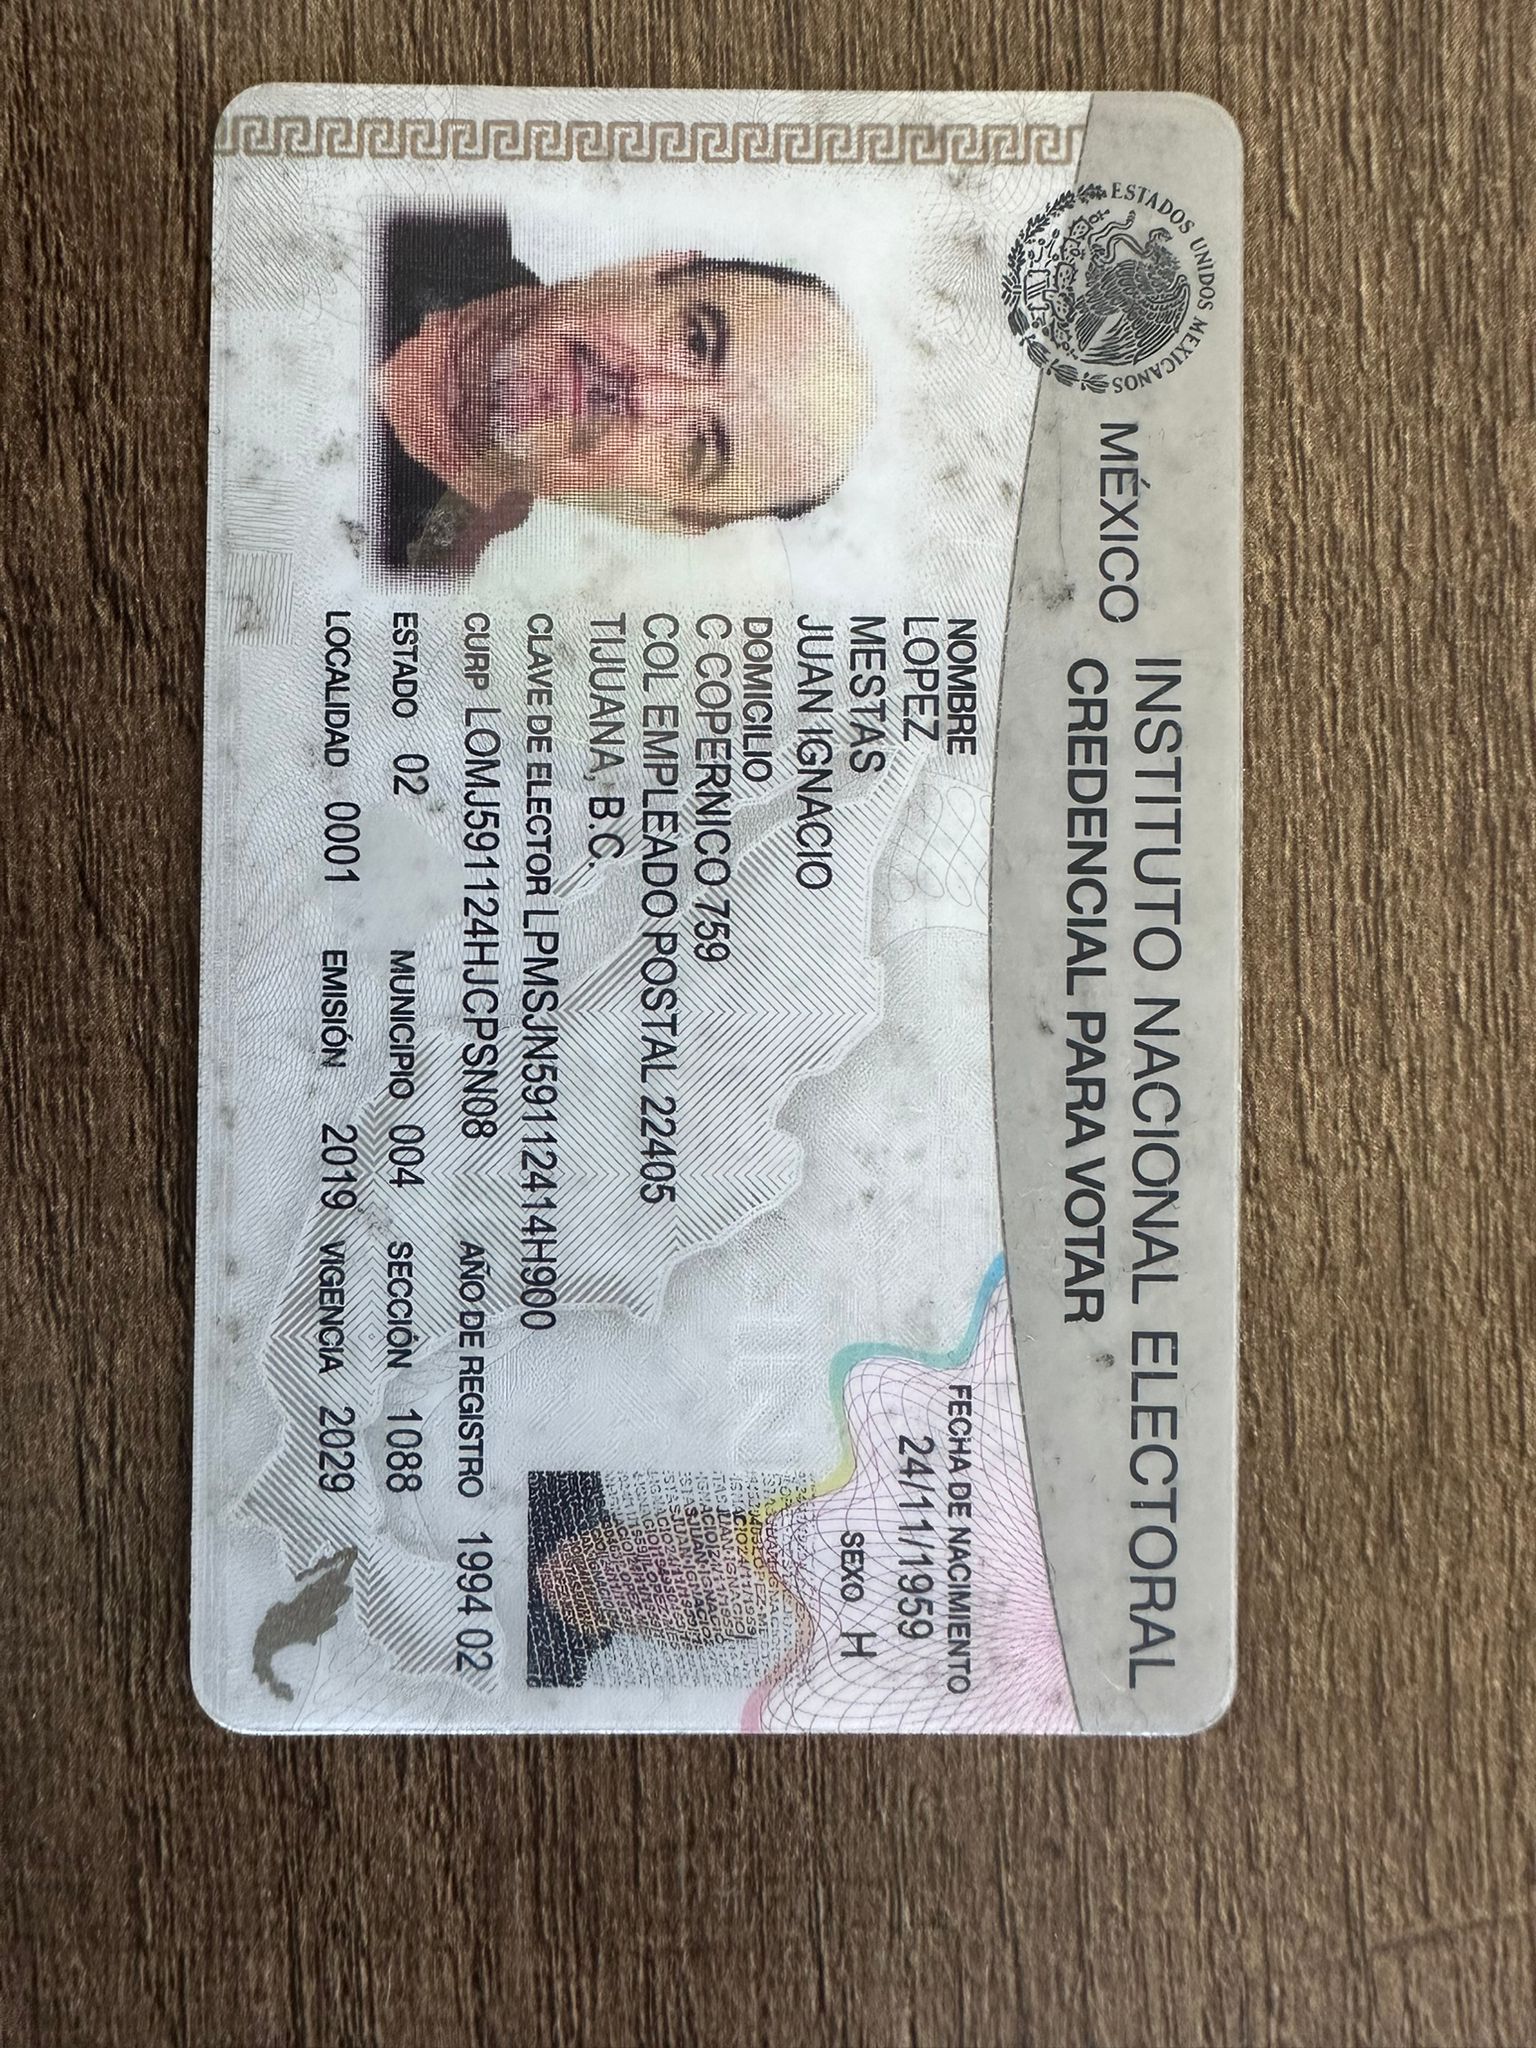 ESTADOS UNIDOS MEXICANOS
MÉXICO
INSTITUTO NACIONAL ELECTORAL
CREDENCIAL PARA VOTAR
NOMBRE
LOPEZ
MESTAS
JUAN IGNACIO
FECHA DE NACIMIENTO
24/11/1959
SEXO H
DOMICILIO
C COPERNICO 759
COL EMPLEADO POSTAL 22405
TIJUANA, B.C.
CLAVE DE ELECTOR LPMSJN59112414H900
CURP LOMJ591124HJCPSN08 AÑO DE REGISTRO 1994 02
ESTADO 02 MUNICIPIO 004 SECCIÓN 1088
LOCALIDAD 0001 EMISIÓN 2019 VIGENCIA 2029